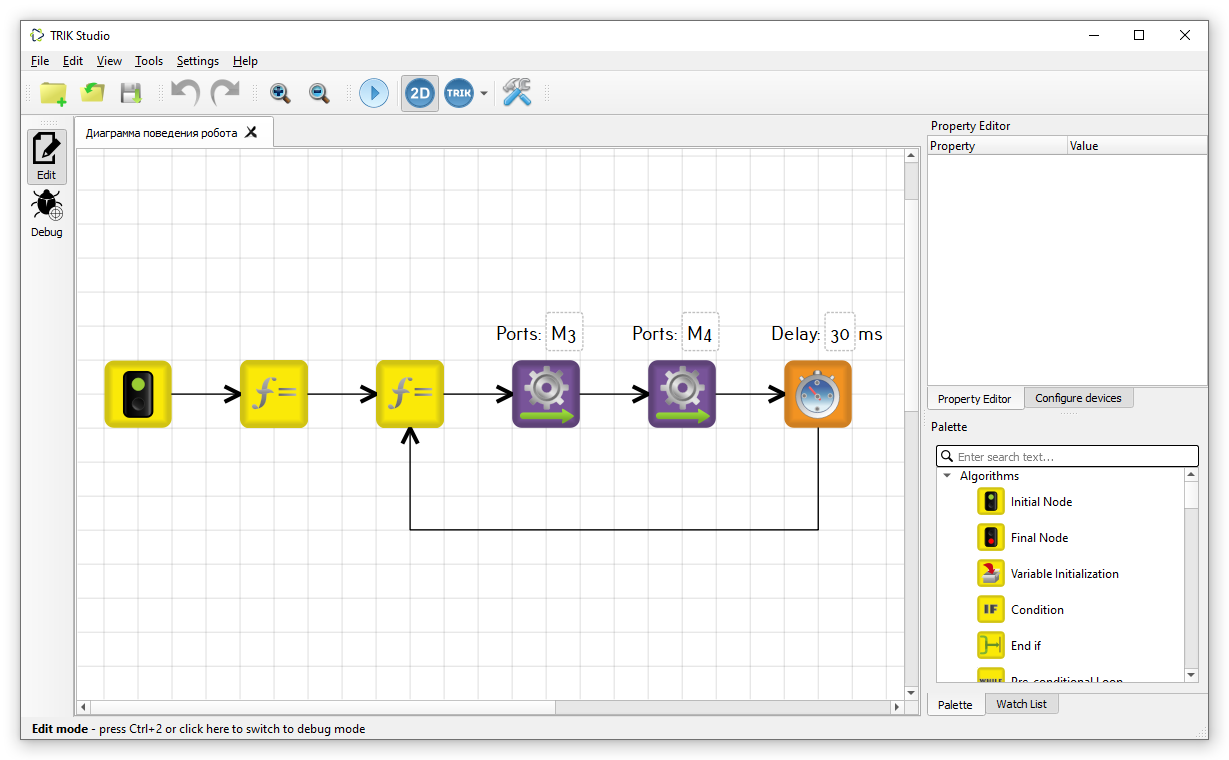 TRIK Studio
File Edit View Tools Settings Help
2D TRIK
Edit
Debug
Диаграмма поведения робота
Ports: M3
Ports: M4
Delay: 30 ms
f=
f=
Property Editor
Property Value
Property Editor Configure devices
Palette
Enter search text...
Algorithms
Initial Node
Final Node
Variable Initialization
IF Condition
End if
WHILE Pre-conditional Loop
Palette Watch List
Edit mode - press Ctrl+2 or click here to switch to debug mode